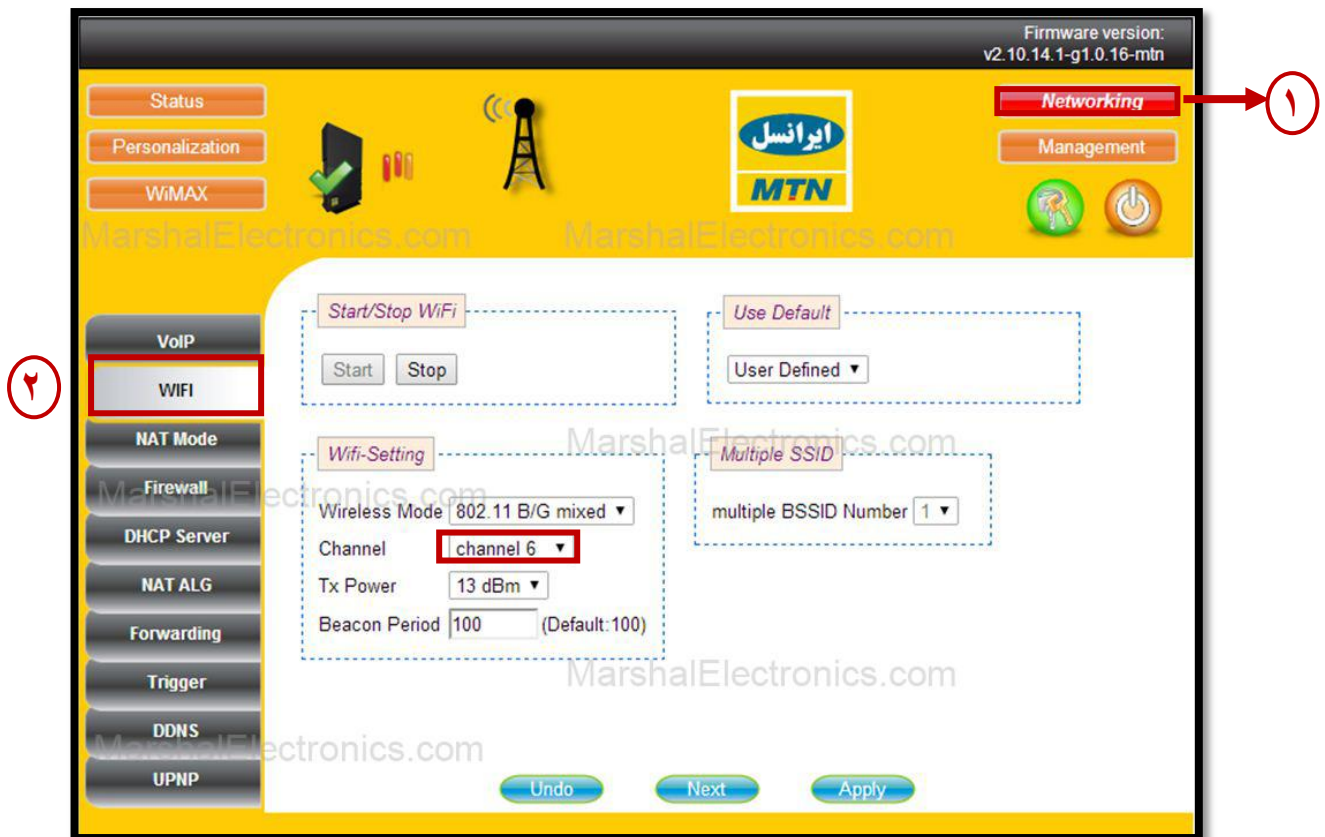 Firmware version:
v2.10.14.1-g1.0.16-mtn
Status
Personalization
WiMAX
ایرانسل
MTN
Networking
Management
۱
MarshalElectronics.com MarshalElectronics.com
۲
VoIP
WIFI
NAT Mode
Firewall
DHCP Server
NAT ALG
Forwarding
Trigger
DDNS
UPNP
Start/Stop WiFi
Start Stop
Use Default
User Defined
MarshalElectronics.com
Wifi-Setting
MarshalElectronics.com
Wireless Mode 802.11 B/G mixed
Channel channel 6
Tx Power 13 dBm
Beacon Period 100 (Default:100)
Multiple SSID
multiple BSSID Number 1
MarshalElectronics.com
MarshalElectronics.com
Undo Next Apply